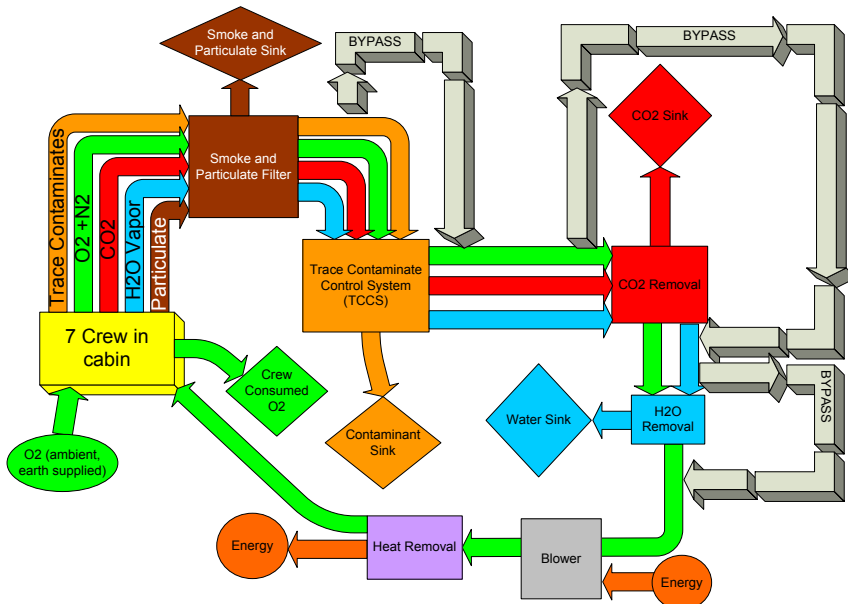 Smoke and
Particulate Sink
BYPASS
BYPASS
CO2 Sink
Smoke and
Particulate Filter
Trace Contaminates
O2 +N2
CO2
H2O Vapor
Particulate
Trace Contaminate
Control System
(TCCS)
CO2 Removal
7 Crew in
cabin
Crew
Consumed
O2
BYPASS
Water Sink
H2O
Removal
Contaminant
Sink
O2 (ambient,
earth supplied)
Energy
Heat Removal
Blower
Energy